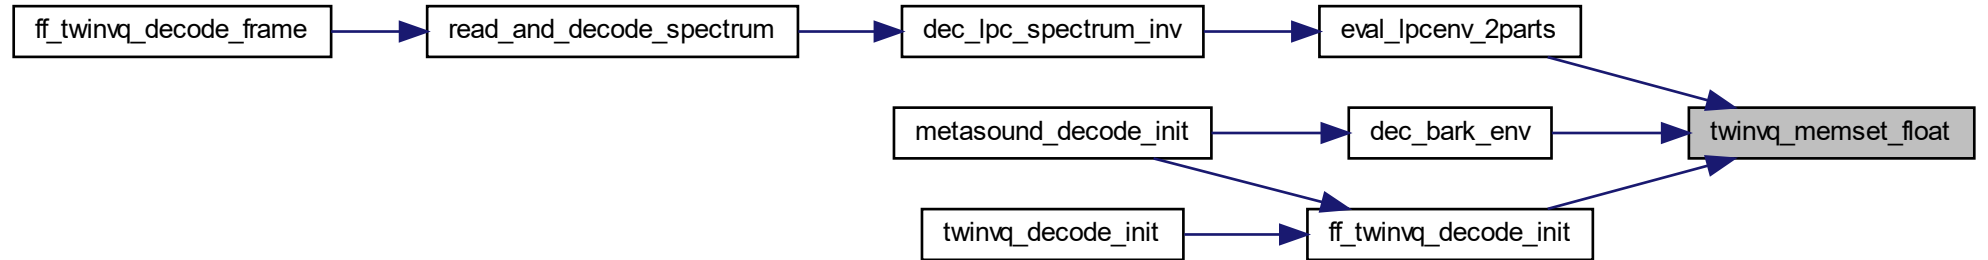 ff_twinvq_decode_frame
read_and_decode_spectrum
dec_lpc_spectrum_inv
eval_lpcenv_2parts
metasound_decode_init
dec_bark_env
twinvq_memset_float
twinvq_decode_init
ff_twinvq_decode_init